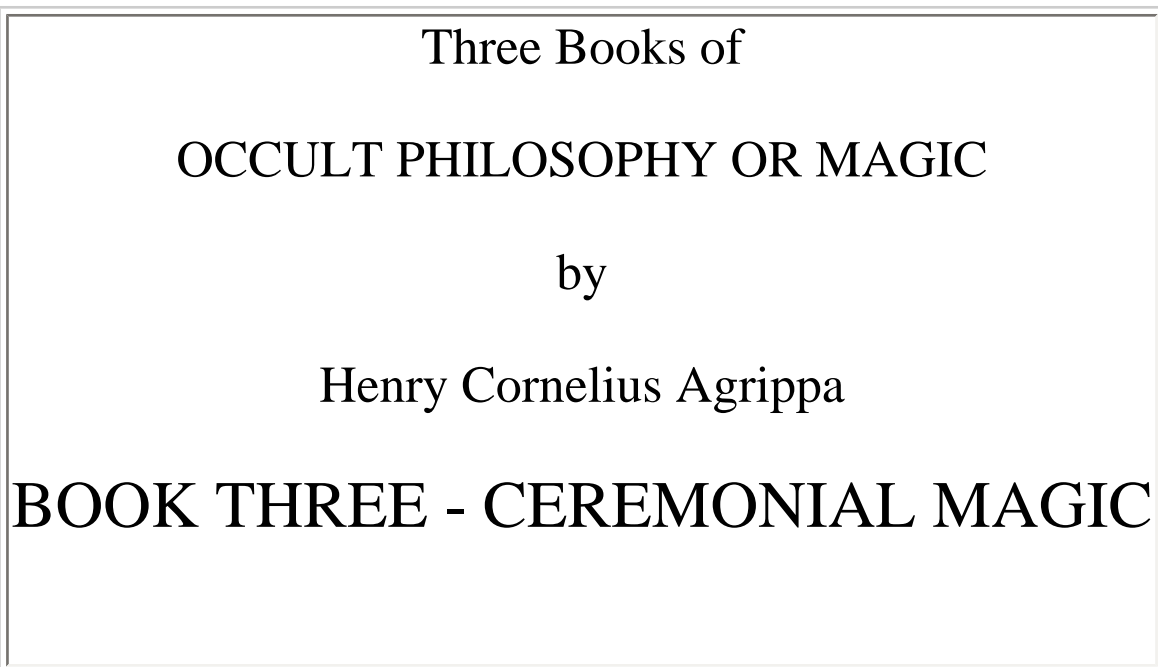 Three Books of
OCCULT PHILOSOPHY OR MAGIC
by
Henry Cornelius Agrippa
BOOK THREE - CEREMONIAL MAGIC